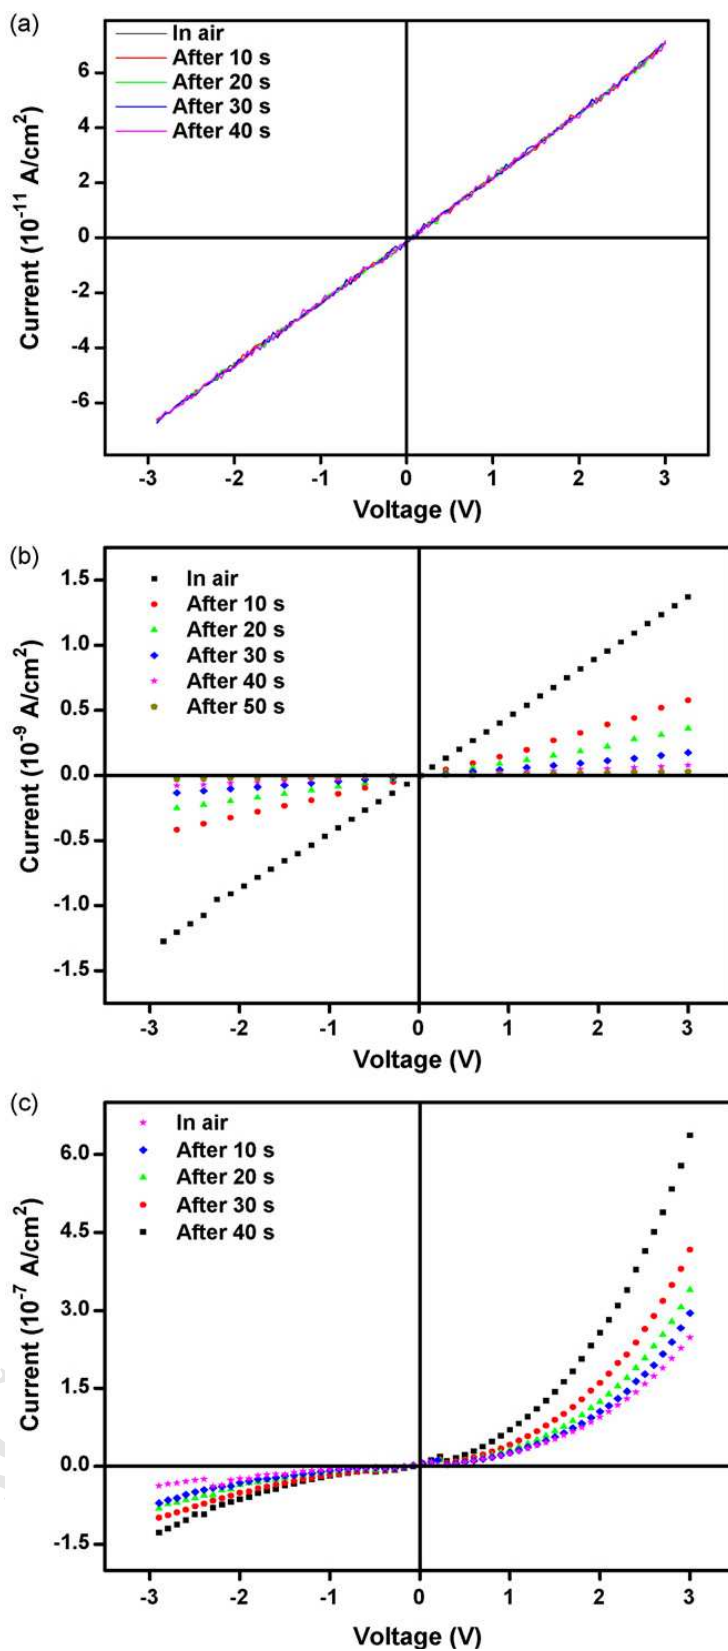 (a)
In air
After 10 s
After 20 s
After 30 s
After 40 s
6
4
2
0
-2
-4
-6
Current (10⁻¹¹ A/cm²)
-3 -2 -1 0 1 2 3
Voltage (V)
(b)
In air
After 10 s
After 20 s
After 30 s
After 40 s
After 50 s
1.5
1.0
0.5
0.0
-0.5
-1.0
-1.5
Current (10⁻⁹ A/cm²)
-3 -2 -1 0 1 2 3
Voltage (V)
(c)
In air
After 10 s
After 20 s
After 30 s
After 40 s
6.0
4.5
3.0
1.5
0.0
-1.5
Current (10⁻⁷ A/cm²)
-3 -2 -1 0 1 2 3
Voltage (V)